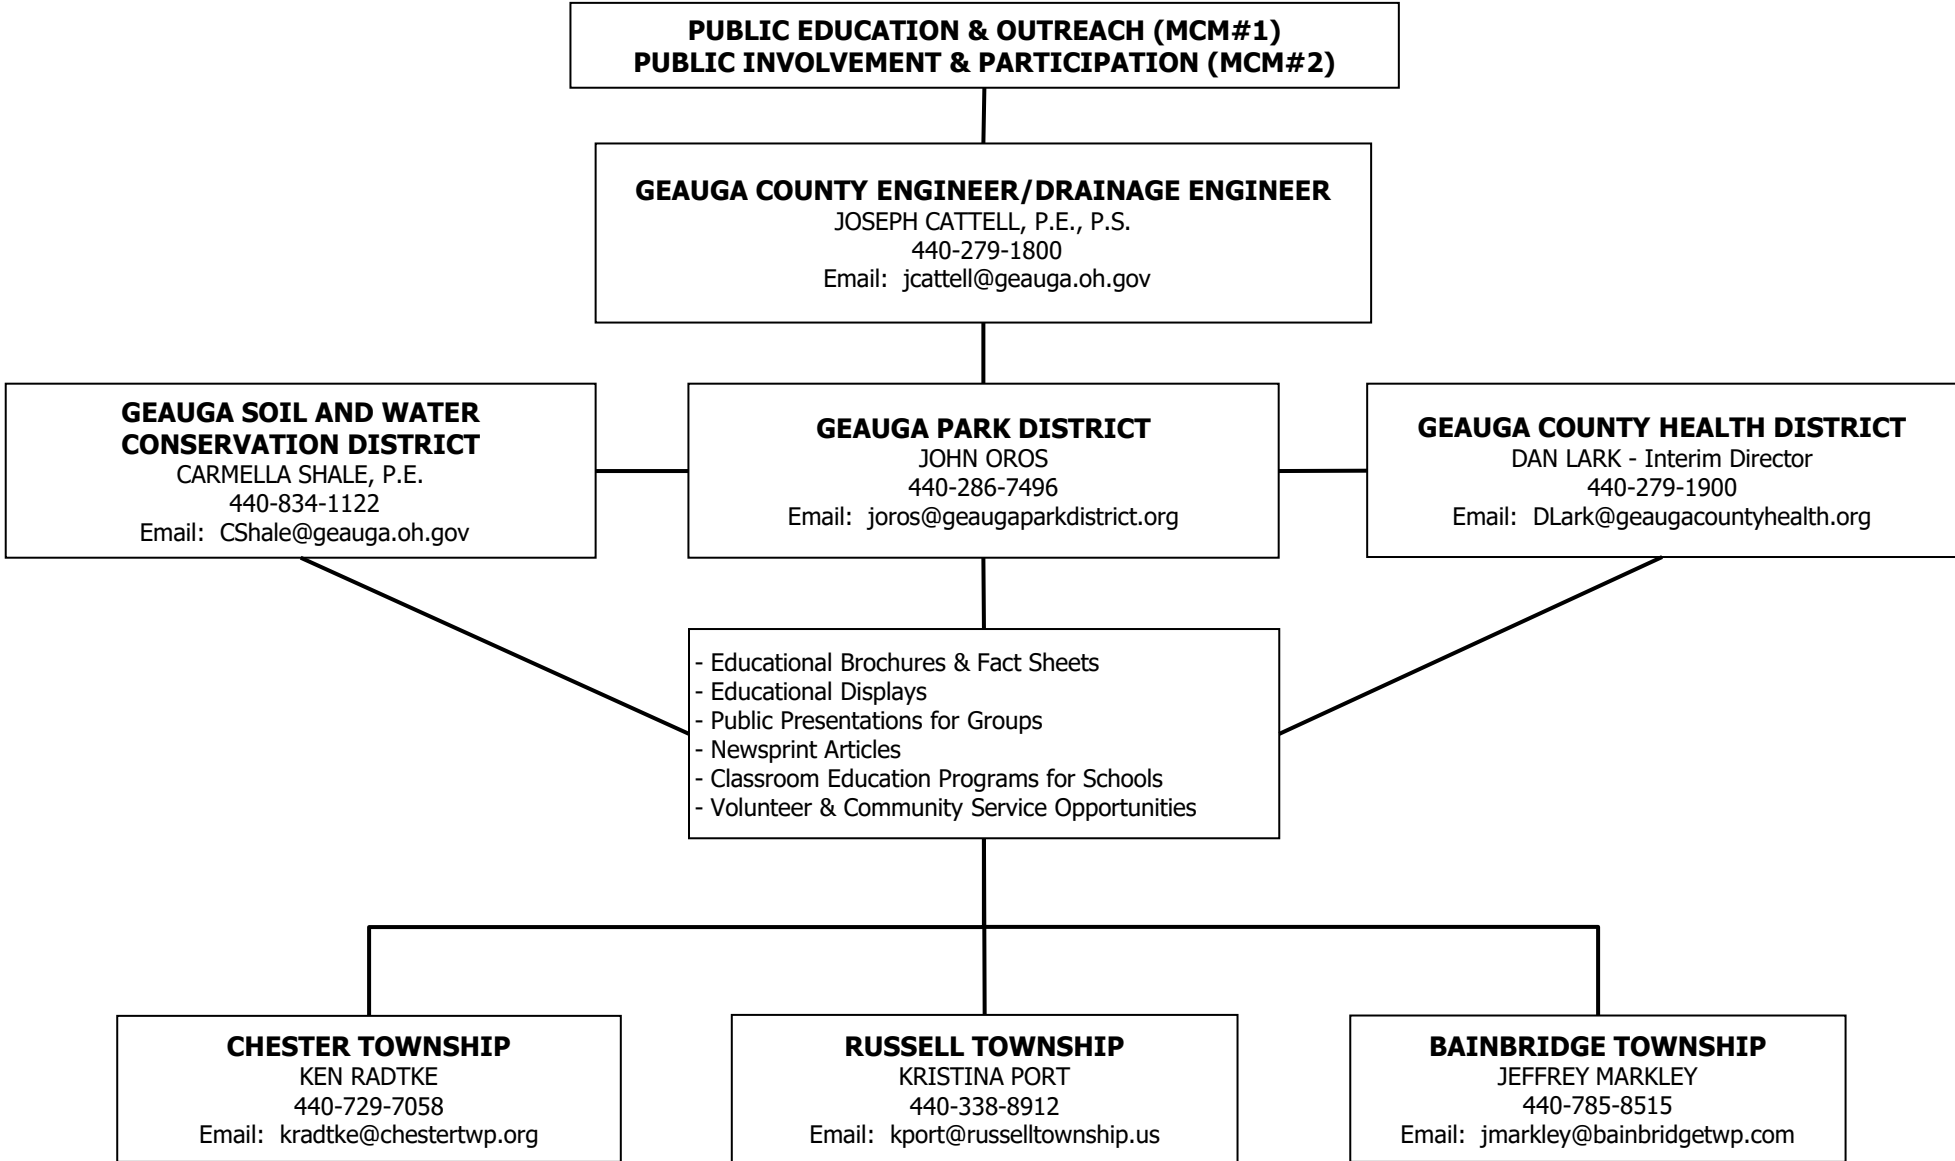 PUBLIC EDUCATION & OUTREACH (MCM#1)
PUBLIC INVOLVEMENT & PARTICIPATION (MCM#2)
GEAUGA COUNTY ENGINEER/DRAINAGE ENGINEER
JOSEPH CATTELL, P.E., P.S.
440-279-1800
Email: jcattell@geauga.oh.gov
GEAUGA SOIL AND WATER
CONSERVATION DISTRICT
CARMELLA SHALE, P.E.
440-834-1122
Email: CShale@geauga.oh.gov
GEAUGA PARK DISTRICT
JOHN OROS
440-286-7496
Email: joros@geaugaparkdistrict.org
GEAUGA COUNTY HEALTH DISTRICT
DAN LARK - Interim Director
440-279-1900
Email: DLark@geaugacountyhealth.org
- Educational Brochures & Fact Sheets
- Educational Displays
- Public Presentations for Groups
- Newsprint Articles
- Classroom Education Programs for Schools
- Volunteer & Community Service Opportunities
CHESTER TOWNSHIP
KEN RADTKE
440-729-7058
Email: kradtke@chestertwp.org
RUSSELL TOWNSHIP
KRISTINA PORT
440-338-8912
Email: kport@russelltownship.us
BAINBRIDGE TOWNSHIP
JEFFREY MARKLEY
440-785-8515
Email: jmarkley@bainbridgetwp.com